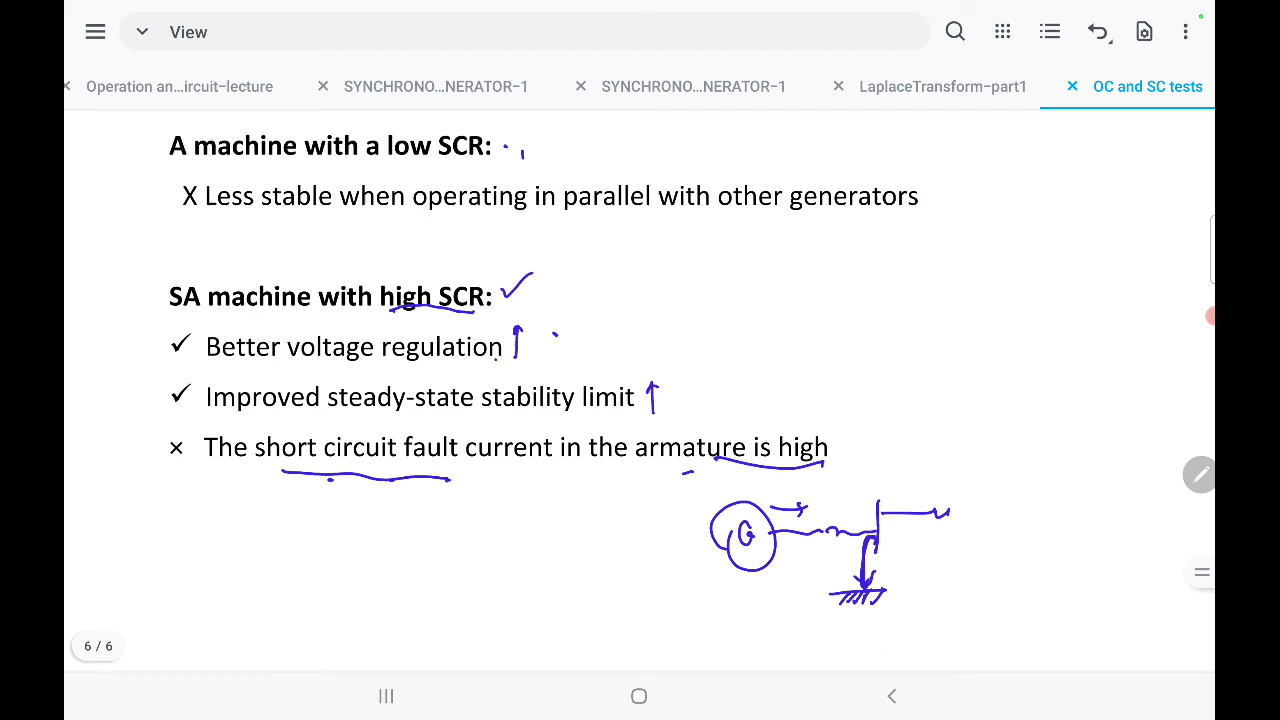 View
Operation an...ircuit-lecture
SYNCHRONO...NERATOR-1
SYNCHRONO...NERATOR-1
LaplaceTransform-part1
OC and SC tests
A machine with a low SCR:
X Less stable when operating in parallel with other generators
SA machine with high SCR:
✓ Better voltage regulation
✓ Improved steady-state stability limit
× The short circuit fault current in the armature is high
G
6 / 6